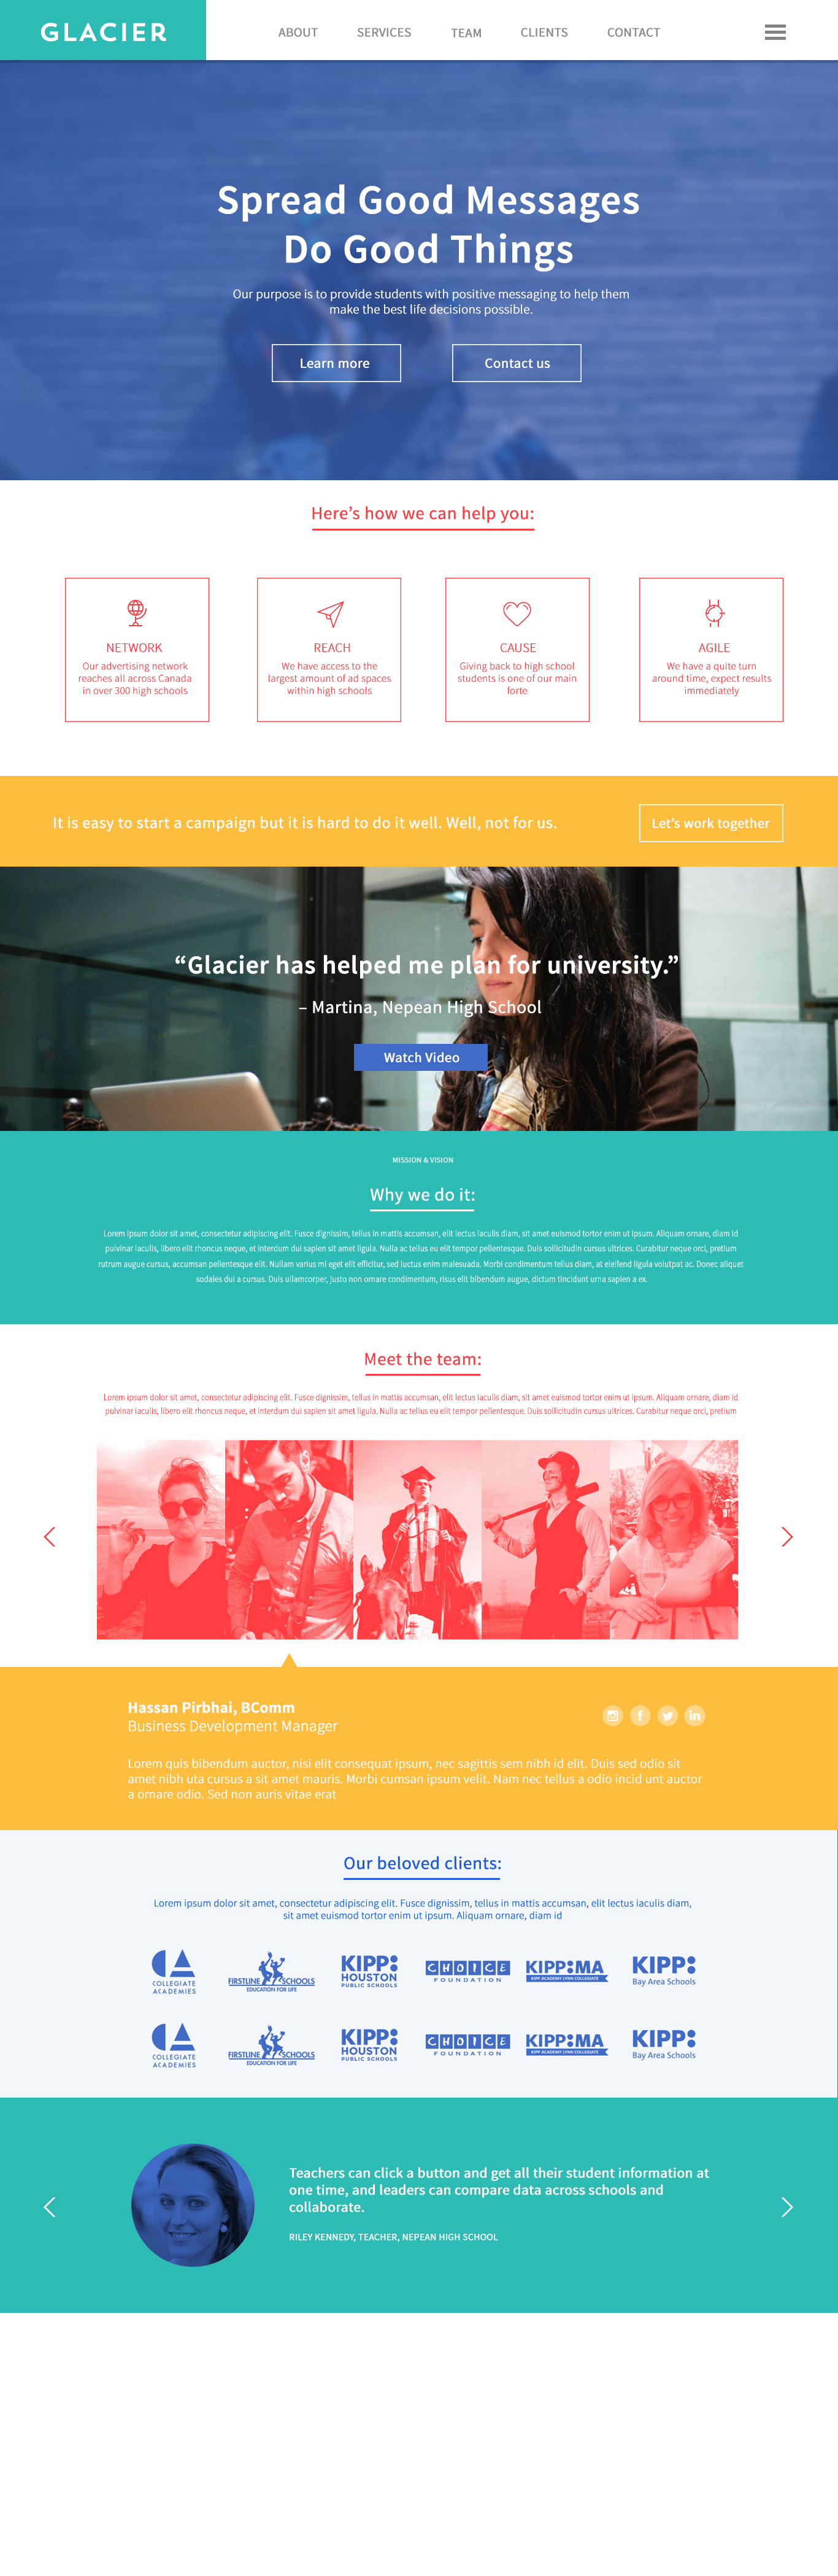 GLACIER
ABOUT SERVICES TEAM CLIENTS CONTACT
Spread Good Messages
Do Good Things
Our purpose is to provide students with positive messaging to help them
make the best life decisions possible.
Learn more Contact us
Here's how we can help you:
NETWORK
Our advertising network
reaches all across Canada
in over 300 high schools
REACH
We have access to the
largest amount of ad spaces
within high schools
CAUSE
Giving back to high school
students is one of our main
forte
AGILE
We have a quite turn
around time, expect results
immediately
It is easy to start a campaign but it is hard to do it well. Well, not for us.
Let's work together
“Glacier has helped me plan for university.”
– Martina, Nepean High School
Watch Video
MISSION & VISION
Why we do it:
Lorem ipsum dolor sit amet, consectetur adipiscing elit. Fusce dignissim, tellus in mattis accumsan, elit lectus iaculis diam, sit amet euismod tortor enim ut ipsum. Aliquam ornare, diam id
pulvinar iaculis, libero elit rhoncus neque, et interdum dui sapien sit amet ligula. Nulla ac tellus eu elit tempor pellentesque. Duis sollicitudin cursus ultrices. Curabitur neque orci, pretium
rutrum augue cursus, accumsan pellentesque elit. Nullam varius mi eget elit efficitur, sed luctus enim malesuada. Morbi condimentum tellus diam, at eleifend ligula volutpat ac. Donec aliquet
sodales dui a cursus. Duis ullamcorper, justo non ornare condimentum, risus elit bibendum augue, dictum tincidunt urna sapien a ex.
Meet the team:
Lorem ipsum dolor sit amet, consectetur adipiscing elit. Fusce dignissim, tellus in mattis accumsan, elit lectus iaculis diam, sit amet euismod tortor enim ut ipsum. Aliquam ornare, diam id
pulvinar iaculis, libero elit rhoncus neque, et interdum dui sapien sit amet ligula. Nulla ac tellus eu elit tempor pellentesque. Duis sollicitudin cursus ultrices. Curabitur neque orci, pretium
Hassan Pirbhai, BComm
Business Development Manager
Lorem quis bibendum auctor, nisi elit consequat ipsum, nec sagittis sem nibh id elit. Duis sed odio sit
amet nibh uta cursus a sit amet mauris. Morbi cumsan ipsum velit. Nam nec tellus a odio incid unt auctor
a ornare odio. Sed non auris vitae erat
Our beloved clients:
Lorem ipsum dolor sit amet, consectetur adipiscing elit. Fusce dignissim, tellus in mattis accumsan, elit lectus iaculis diam,
sit amet euismod tortor enim ut ipsum. Aliquam ornare, diam id
COLLEGIATE
ACADEMIES
FIRSTLINE SCHOOLS
EDUCATION FOR LIFE
KIPP:
HOUSTON
PUBLIC SCHOOLS
CHOICE
FOUNDATION
KIPP:MA
KIPP ACADEMY LYNN COLLEGIATE
KIPP:
Bay Area Schools
COLLEGIATE
ACADEMIES
FIRSTLINE SCHOOLS
EDUCATION FOR LIFE
KIPP:
HOUSTON
PUBLIC SCHOOLS
CHOICE
FOUNDATION
KIPP:MA
KIPP ACADEMY LYNN COLLEGIATE
KIPP:
Bay Area Schools
Teachers can click a button and get all their student information at
one time, and leaders can compare data across schools and
collaborate.
RILEY KENNEDY, TEACHER, NEPEAN HIGH SCHOOL